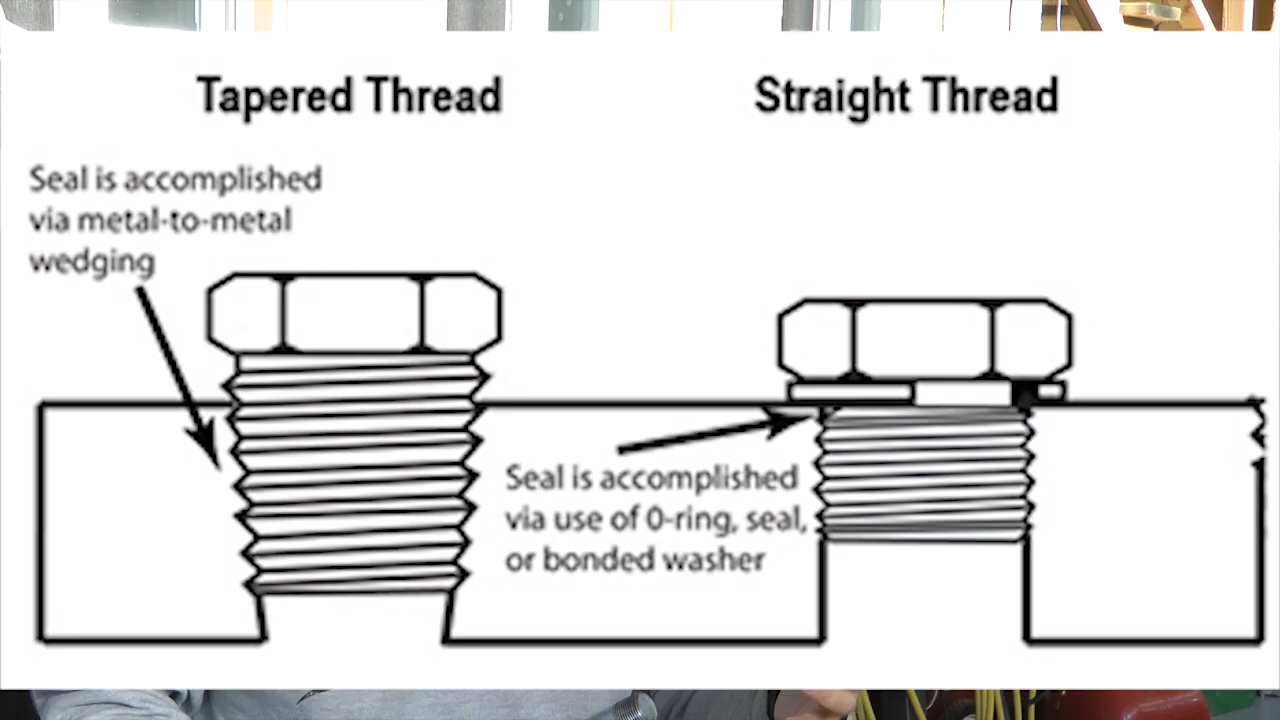 Tapered Thread
Seal is accomplished
via metal-to-metal
wedging
Straight Thread
Seal is accomplished
via use of 0-ring, seal,
or bonded washer